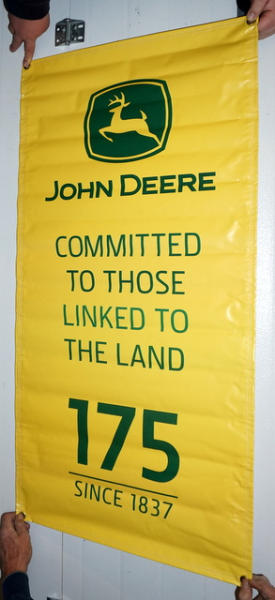 JOHN DEERE
COMMITTED
TO THOSE
LINKED TO
THE LAND
175
SINCE 1837